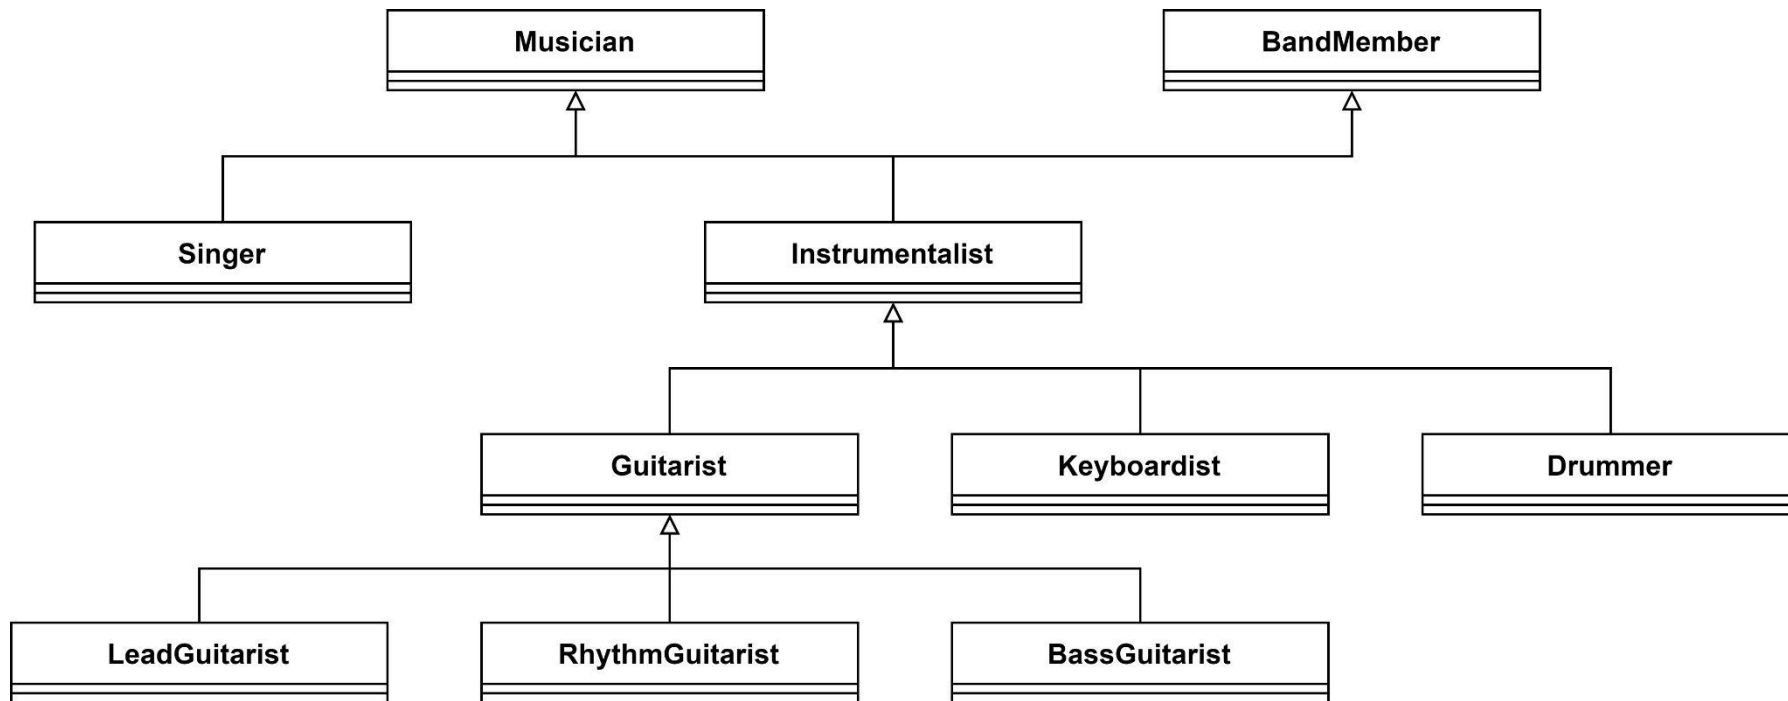 Musician
BandMember
Singer
Instrumentalist
Guitarist
Keyboardist
Drummer
LeadGuitarist
RhythmGuitarist
BassGuitarist